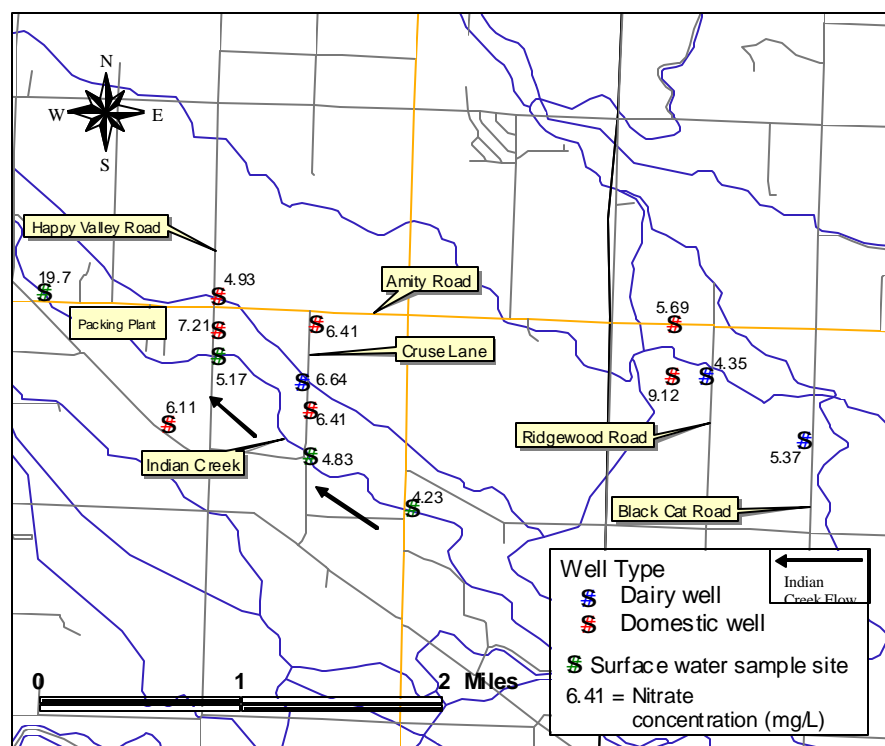 N
W
E
S
Happy Valley Road
19.7
4.93
Amity Road
Packing Plant
7.21
6.41
5.69
Cruse Lane
5.17
6.64
4.35
9.12
6.11
6.41
Ridgewood Road
Indian Creek
4.83
5.37
4.23
Black Cat Road
Well Type
Dairy well
Domestic well
Surface water sample site
6.41 = Nitrate
concentration (mg/L)
Indian
Creek Flow
0 1 2 Miles